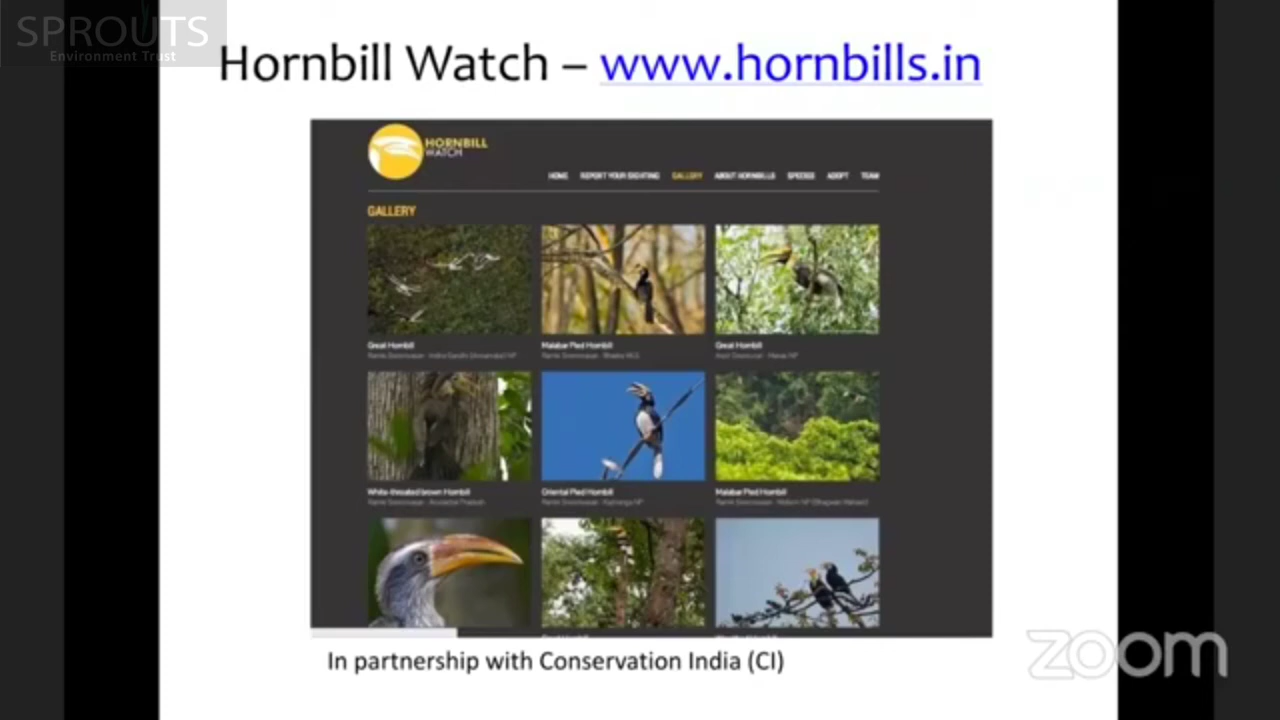 SPROUTS
Environment Trust
Hornbill Watch – www.hornbills.in
HORNBILL
WATCH
HOME REPORT YOUR SIGHTING GALLERY ABOUT HORNBILLS SPECIES ADOPT TEAM
GALLERY
Great Hornbill
Malabar Pied Hornbill
Great Hornbill
White-throated brown Hornbill
Oriental Pied Hornbill
Malabar Pied Hornbill
In partnership with Conservation India (CI)
zoom